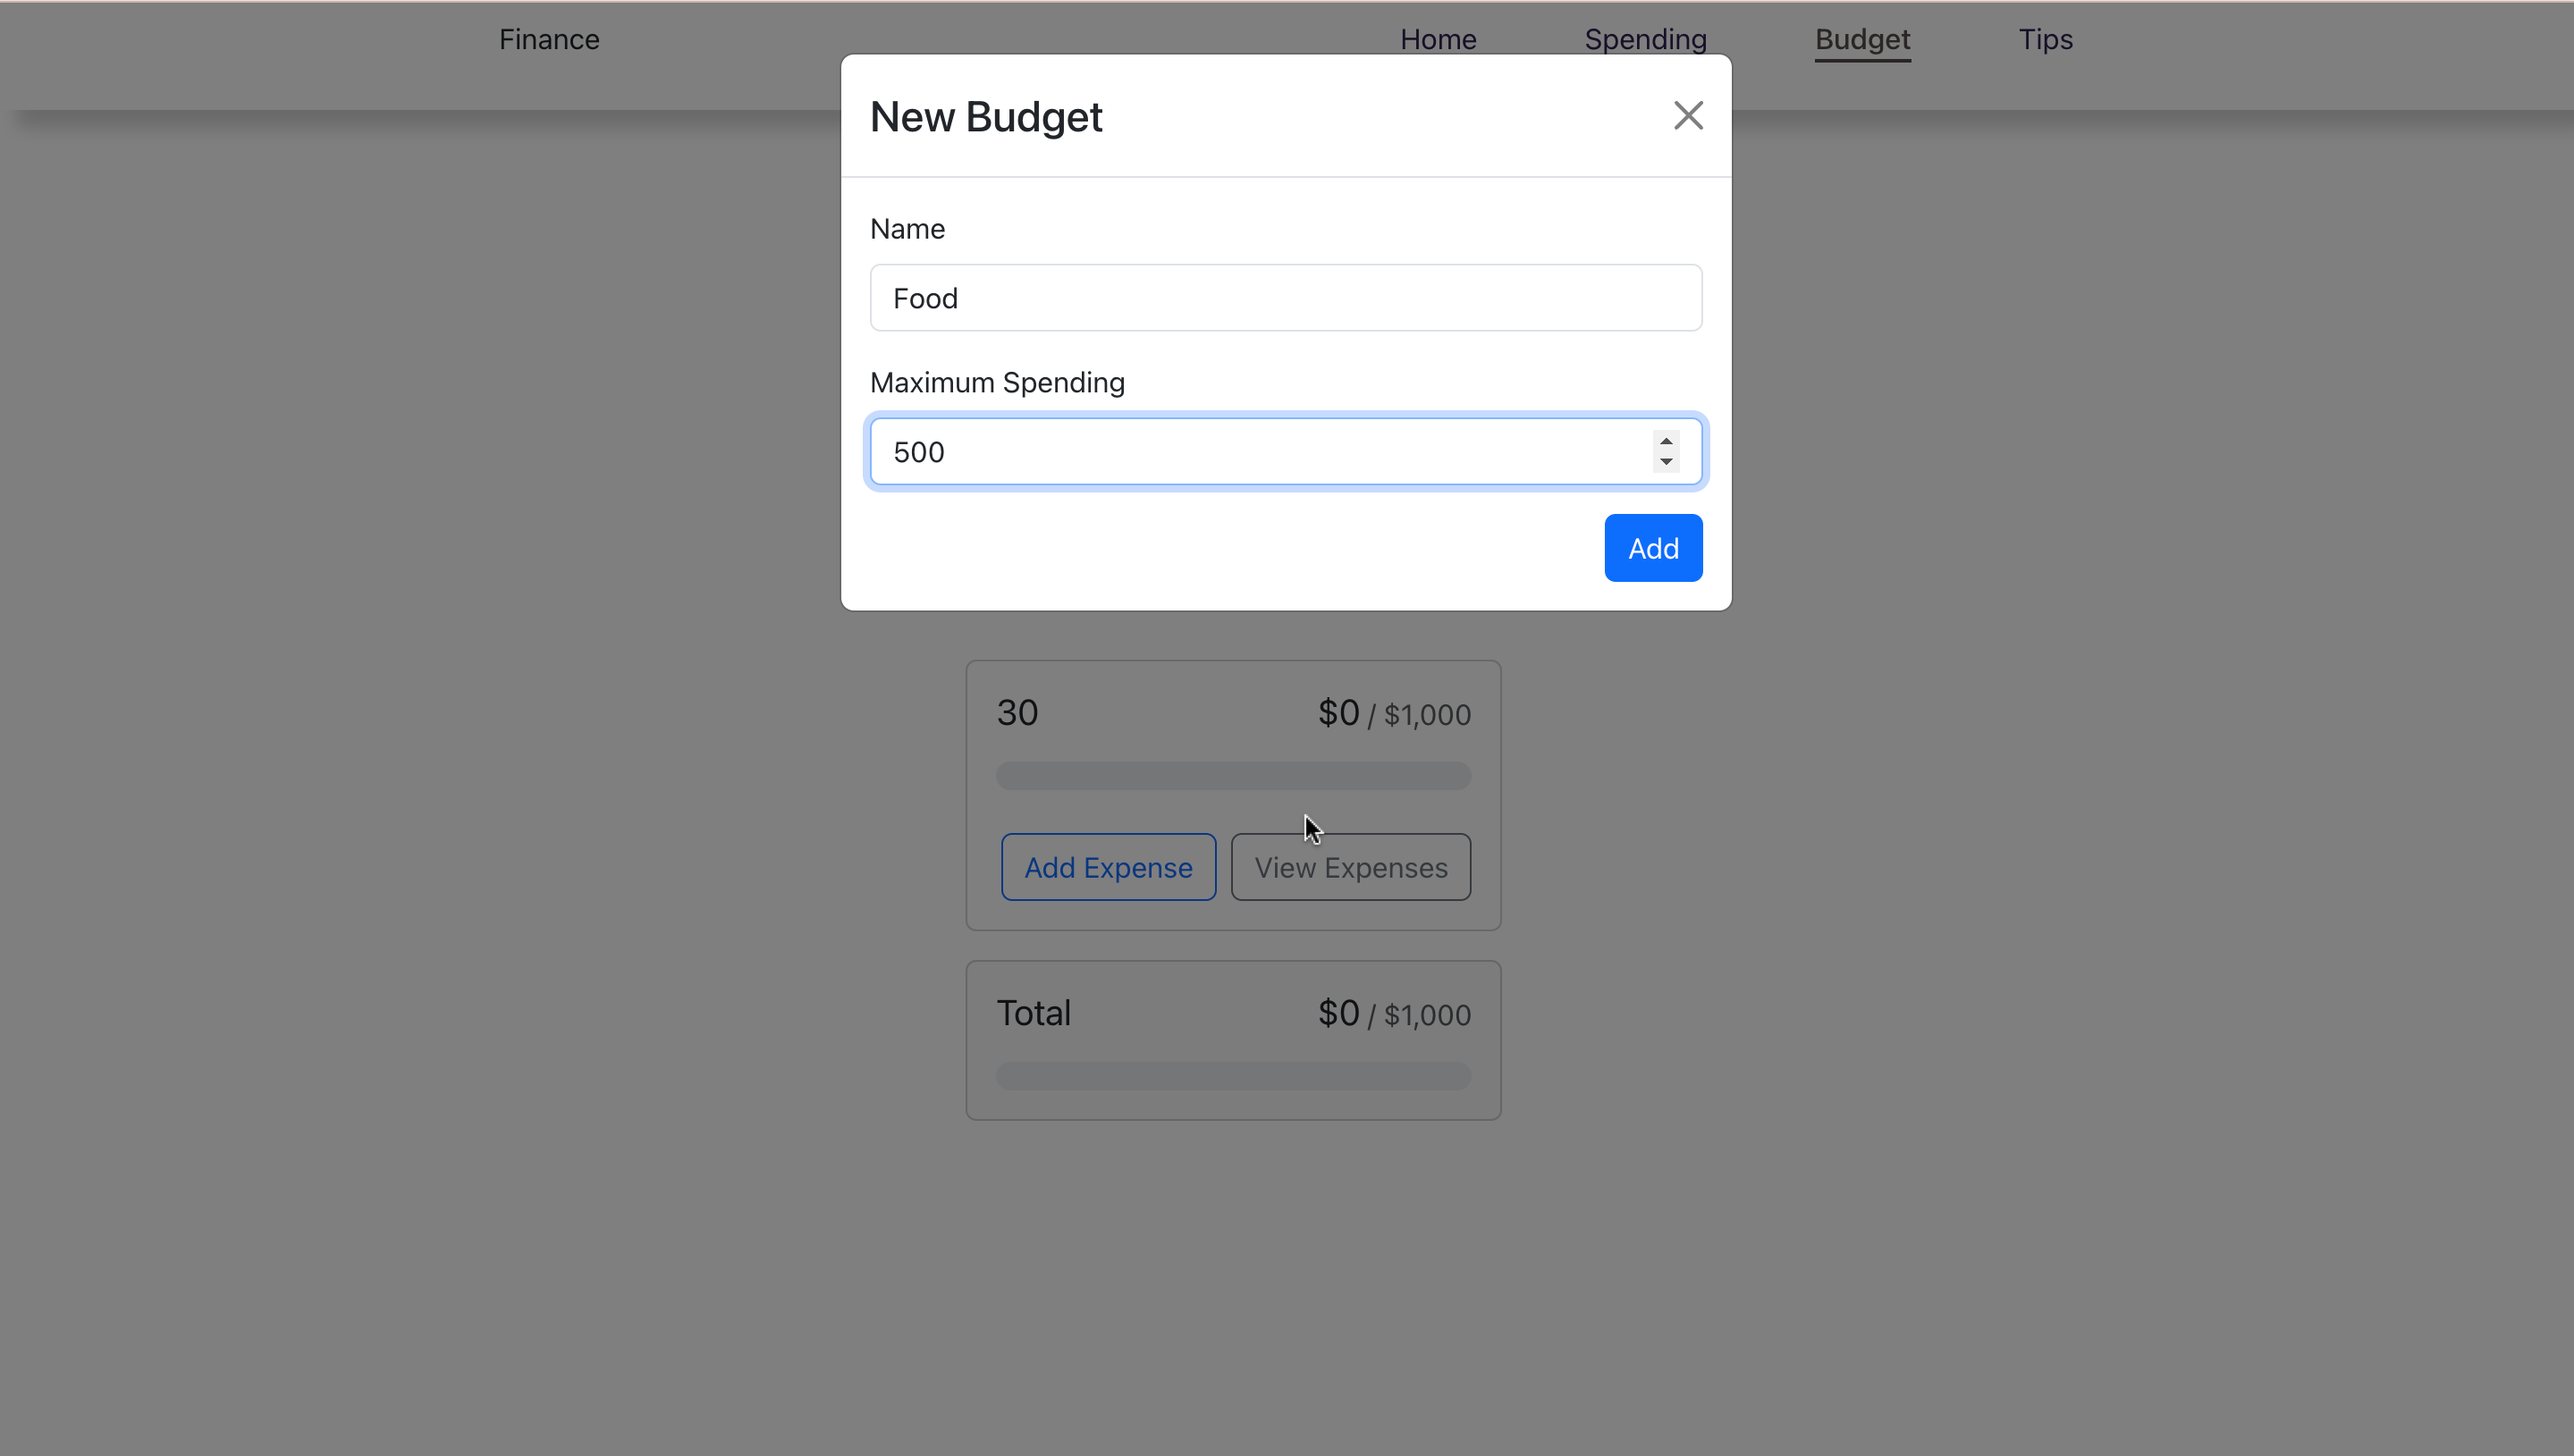 Finance Home Spending Budget Tips
New Budget
Name
Food
Maximum Spending
500
Add
30 $0 / $1,000
Add Expense View Expenses
Total $0 / $1,000